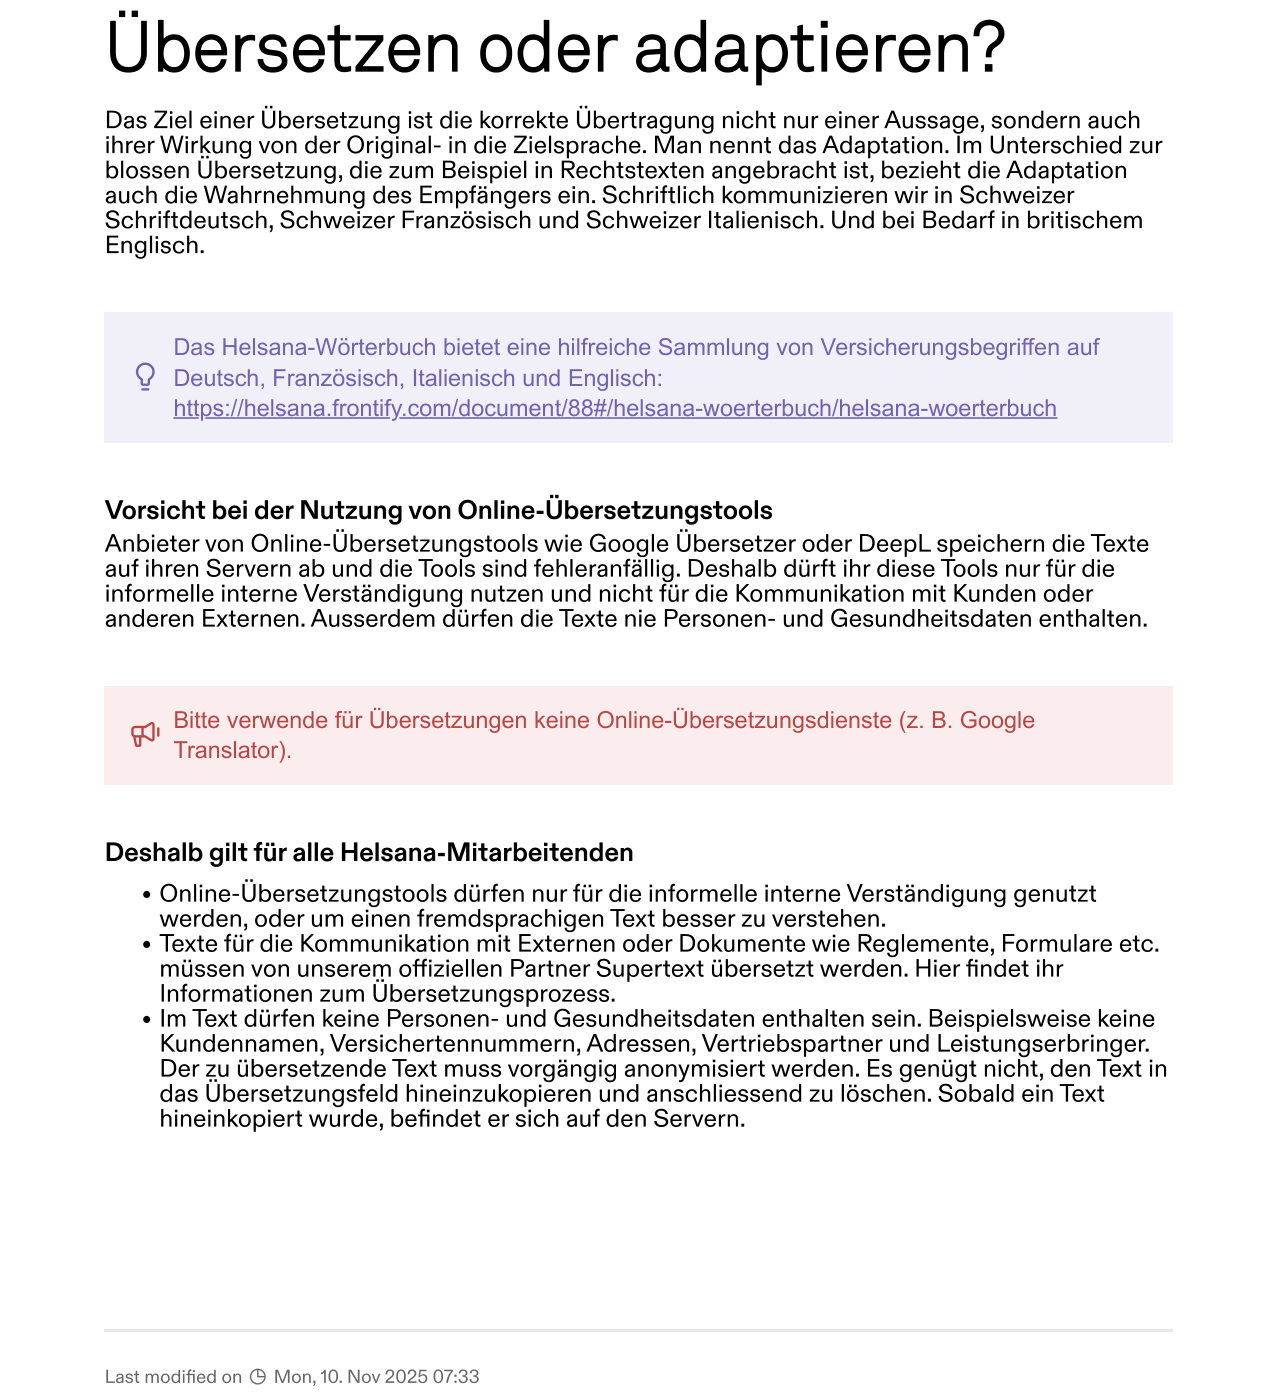 Übersetzen oder adaptieren?
Das Ziel einer Übersetzung ist die korrekte Übertragung nicht nur einer Aussage, sondern auch
ihrer Wirkung von der Original- in die Zielsprache. Man nennt das Adaptation. Im Unterschied zur
blossen Übersetzung, die zum Beispiel in Rechtstexten angebracht ist, bezieht die Adaptation
auch die Wahrnehmung des Empfängers ein. Schriftlich kommunizieren wir in Schweizer
Schriftdeutsch, Schweizer Französisch und Schweizer Italienisch. Und bei Bedarf in britischem
Englisch.
Das Helsana-Wörterbuch bietet eine hilfreiche Sammlung von Versicherungsbegriffen auf
Deutsch, Französisch, Italienisch und Englisch:
https://helsana.frontify.com/document/88#/helsana-woerterbuch/helsana-woerterbuch
Vorsicht bei der Nutzung von Online-Übersetzungstools
Anbieter von Online-Übersetzungstools wie Google Übersetzer oder DeepL speichern die Texte
auf ihren Servern ab und die Tools sind fehleranfällig. Deshalb dürft ihr diese Tools nur für die
informelle interne Verständigung nutzen und nicht für die Kommunikation mit Kunden oder
anderen Externen. Ausserdem dürfen die Texte nie Personen- und Gesundheitsdaten enthalten.
Bitte verwende für Übersetzungen keine Online-Übersetzungsdienste (z. B. Google
Translator).
Deshalb gilt für alle Helsana-Mitarbeitenden
• Online-Übersetzungstools dürfen nur für die informelle interne Verständigung genutzt
werden, oder um einen fremdsprachigen Text besser zu verstehen.
• Texte für die Kommunikation mit Externen oder Dokumente wie Reglemente, Formulare etc.
müssen von unserem offiziellen Partner Supertext übersetzt werden. Hier findet ihr
Informationen zum Übersetzungsprozess.
• Im Text dürfen keine Personen- und Gesundheitsdaten enthalten sein. Beispielsweise keine
Kundennamen, Versichertennummern, Adressen, Vertriebspartner und Leistungserbringer.
Der zu übersetzende Text muss vorgängig anonymisiert werden. Es genügt nicht, den Text in
das Übersetzungsfeld hineinzukopieren und anschliessend zu löschen. Sobald ein Text
hineinkopiert wurde, befindet er sich auf den Servern.
Last modified on Mon, 10. Nov 2025 07:33